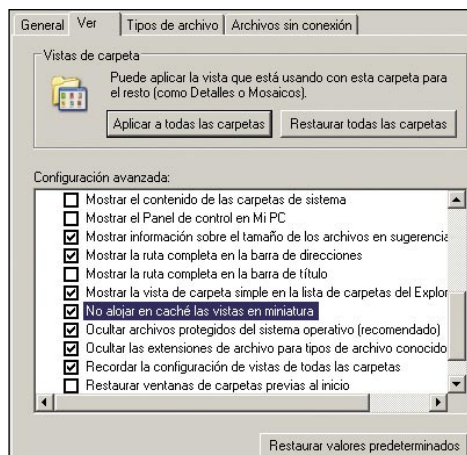 General
Ver
Tipos de archivo
Archivos sin conexión
Vistas de carpeta
Puede aplicar la vista que está usando con esta carpeta para
el resto (como Detalles o Mosaicos).
Aplicar a todas las carpetas
Restaurar todas las carpetas
Configuración avanzada:
Mostrar el contenido de las carpetas de sistema
Mostrar el Panel de control en Mi PC
Mostrar información sobre el tamaño de los archivos en sugerencia
Mostrar la ruta completa en la barra de direcciones
Mostrar la ruta completa en la barra de título
Mostrar la vista de carpeta simple en la lista de carpetas del Explor
No alojar en caché las vistas en miniatura
Ocultar archivos protegidos del sistema operativo (recomendado)
Ocultar las extensiones de archivo para tipos de archivo conocido
Recordar la configuración de vistas de todas las carpetas
Restaurar ventanas de carpetas previas al inicio
Restaurar valores predeterminados